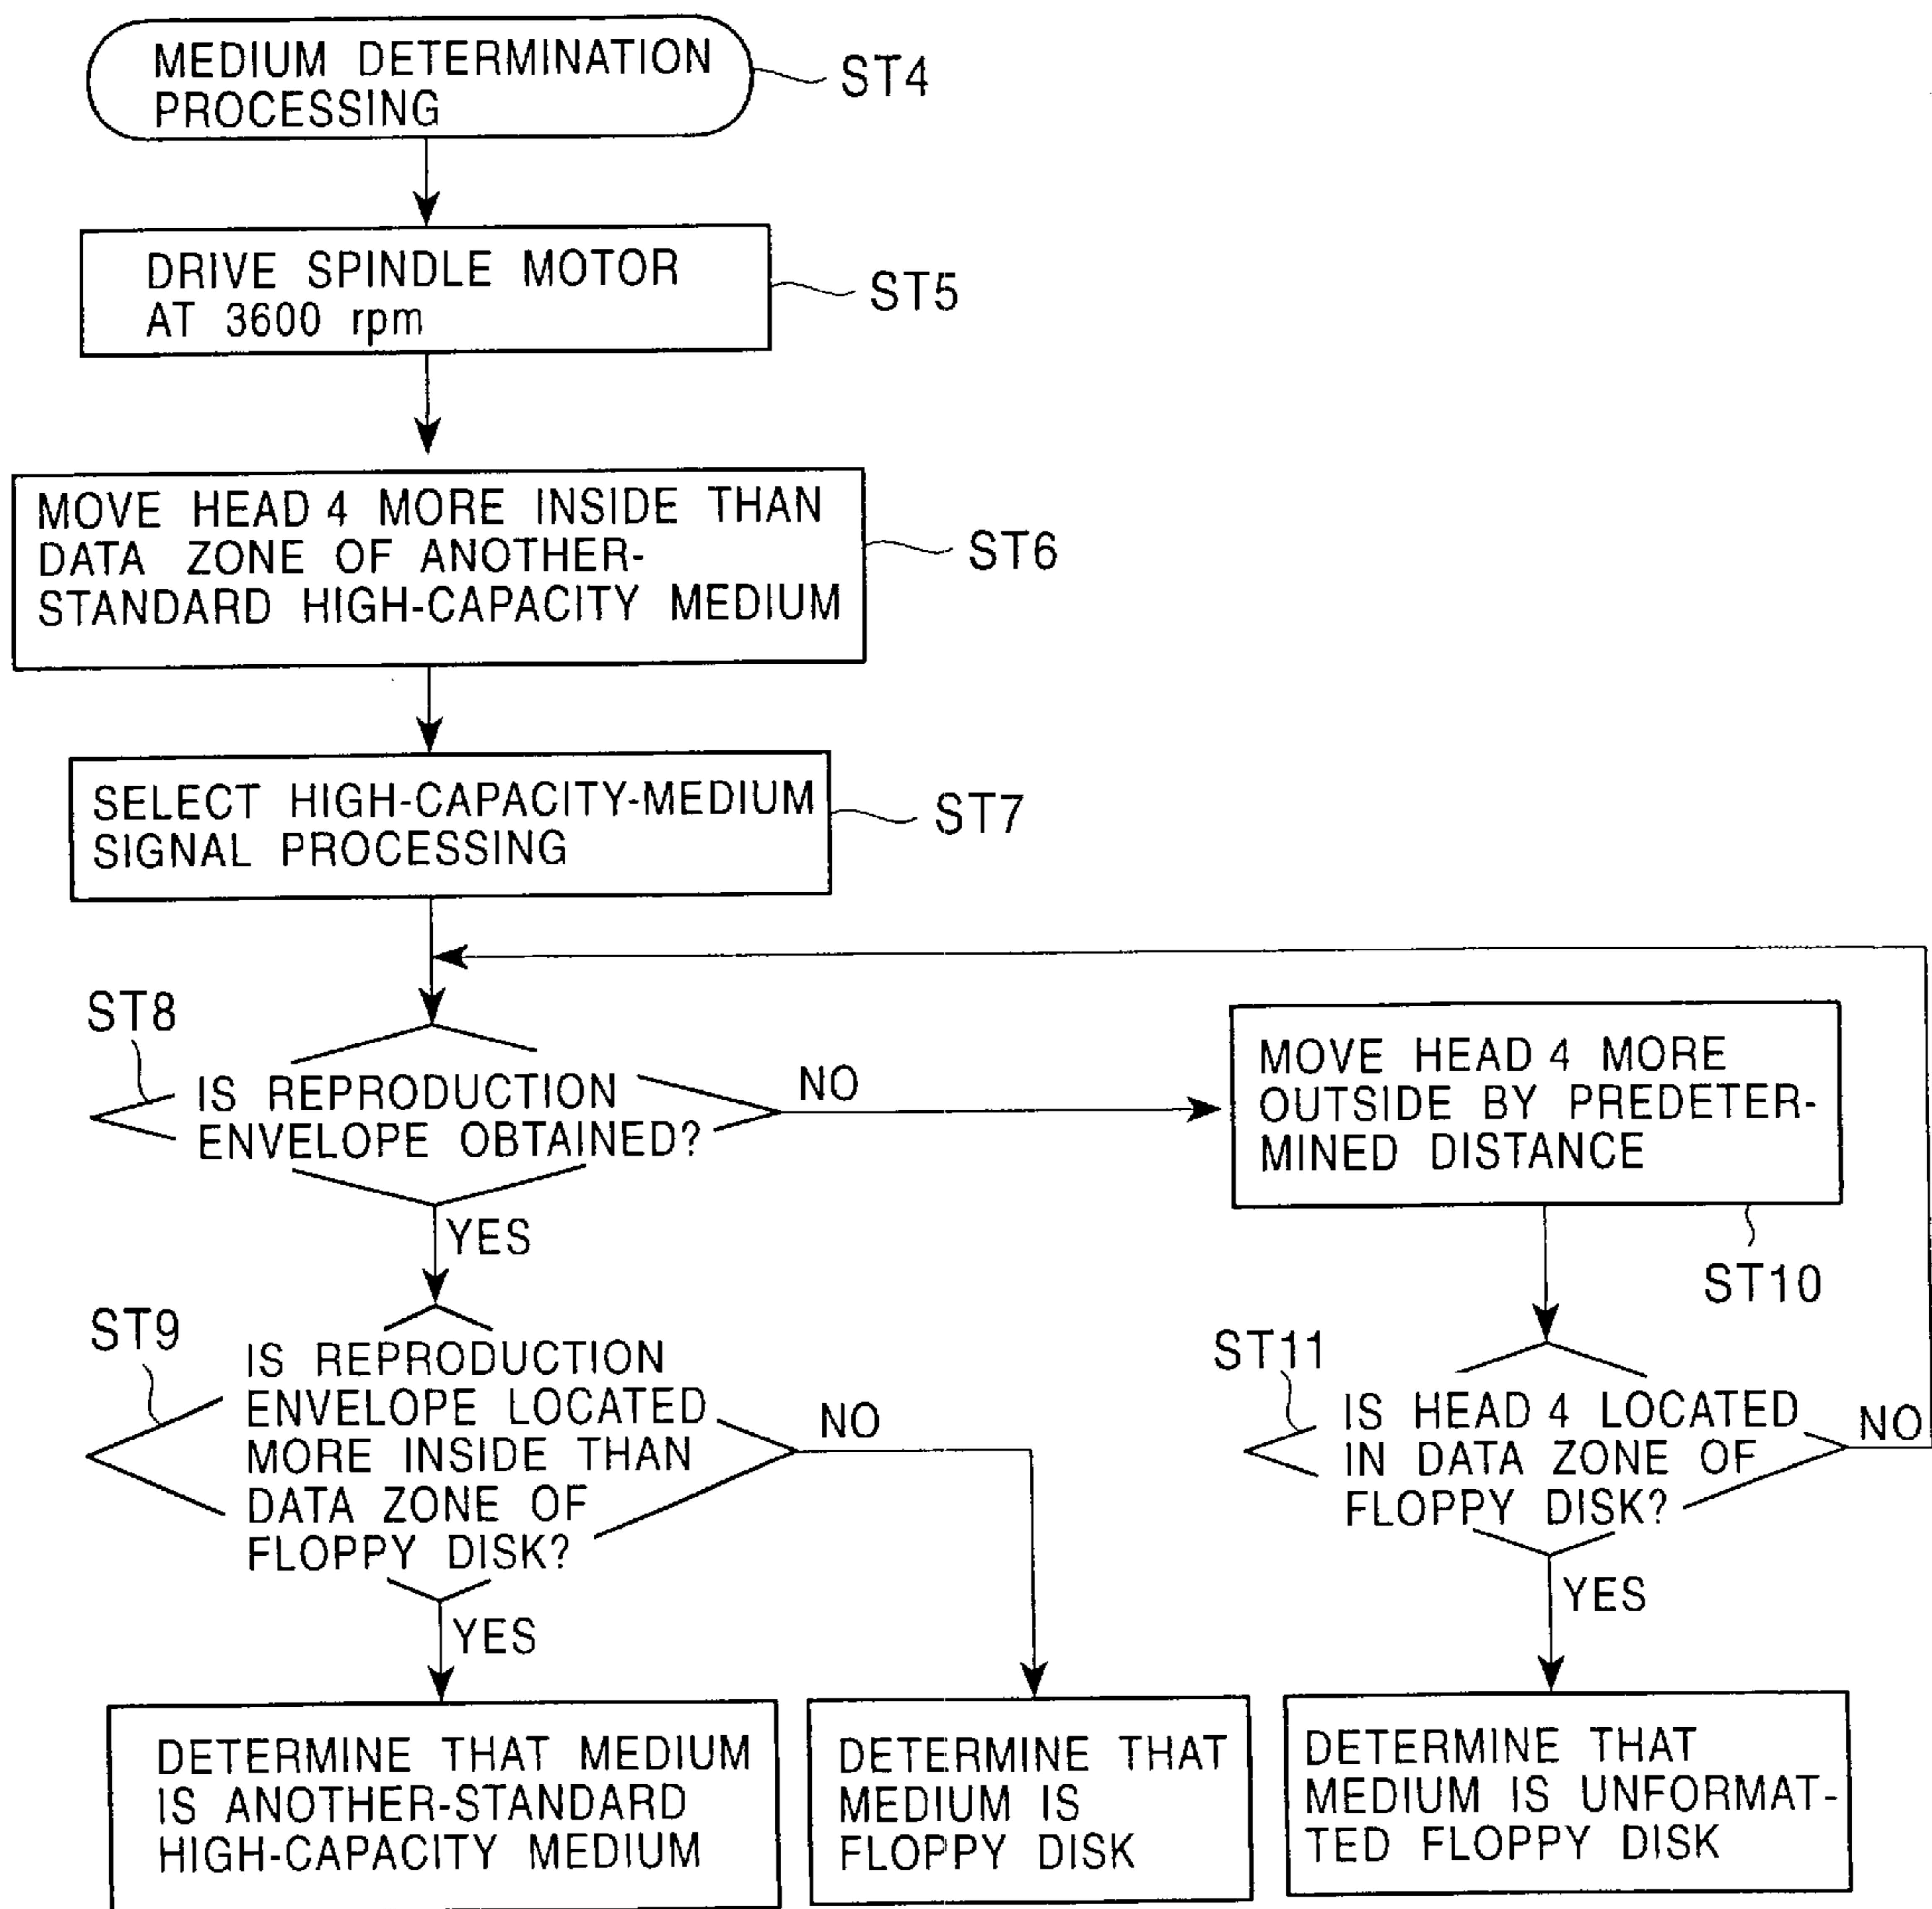 MEDIUM DETERMINATION
PROCESSING
ST4
DRIVE SPINDLE MOTOR
AT 3600 rpm
ST5
MOVE HEAD 4 MORE INSIDE THAN
DATA ZONE OF ANOTHER-
STANDARD HIGH-CAPACITY MEDIUM
ST6
SELECT HIGH-CAPACITY-MEDIUM
SIGNAL PROCESSING
ST7
ST8
IS REPRODUCTION
ENVELOPE OBTAINED?
NO
YES
MOVE HEAD 4 MORE
OUTSIDE BY PREDETER-
MINED DISTANCE
ST10
ST9
IS REPRODUCTION
ENVELOPE LOCATED
MORE INSIDE THAN
DATA ZONE OF
FLOPPY DISK?
NO
YES
ST11
IS HEAD 4 LOCATED
IN DATA ZONE OF
FLOPPY DISK?
NO
YES
DETERMINE THAT MEDIUM
IS ANOTHER-STANDARD
HIGH-CAPACITY MEDIUM
DETERMINE THAT
MEDIUM IS
FLOPPY DISK
DETERMINE THAT
MEDIUM IS UNFORMAT-
TED FLOPPY DISK